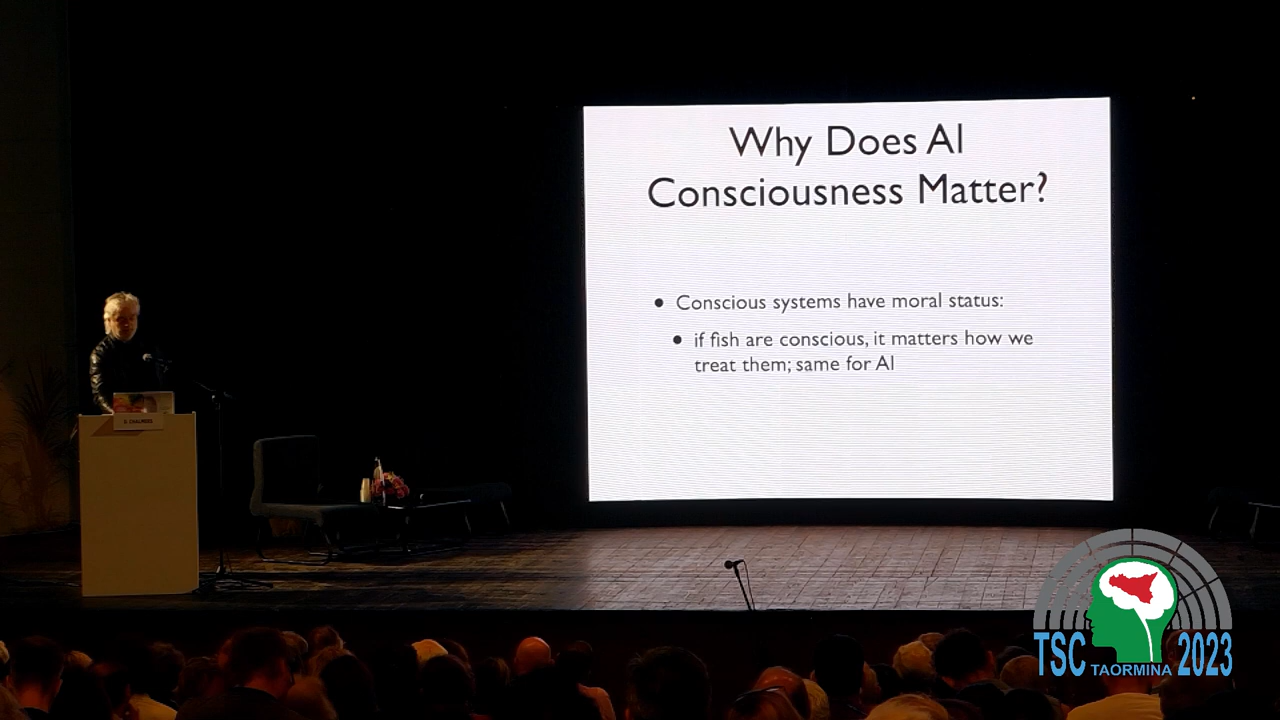 Why Does AI
Consciousness Matter?
• Conscious systems have moral status:
• if fish are conscious, it matters how we
treat them; same for AI
D. CHALMERS
TSC TAORMINA 2023